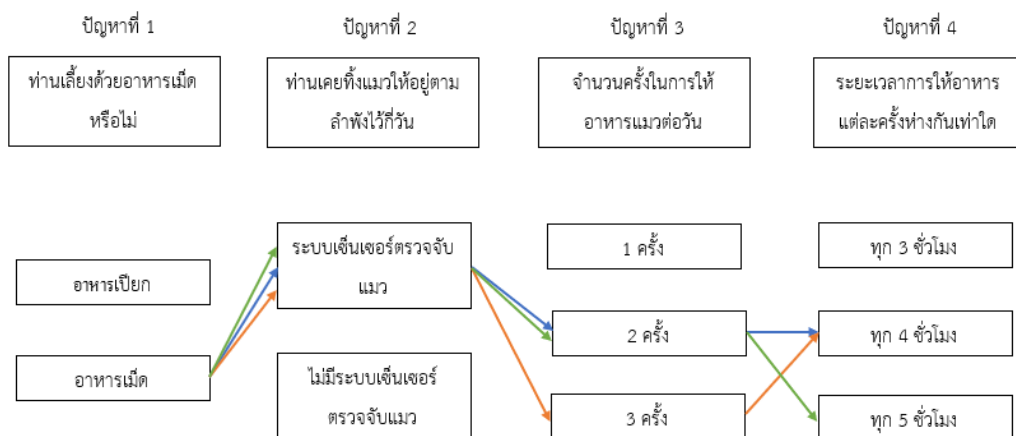 ปัญหาที่ 1
ปัญหาที่ 2
ปัญหาที่ 3
ปัญหาที่ 4
ท่านเลี้ยงด้วยอาหารเม็ด
หรือไม่
ท่านเคยทิ้งแมวให้อยู่ตาม
ลำพังไว้กี่วัน
จำนวนครั้งในการให้
อาหารแมวต่อวัน
ระยะเวลาการให้อาหาร
แต่ละครั้งห่างกันเท่าใด
อาหารเปียก
อาหารเม็ด
ระบบเซ็นเซอร์ตรวจจับ
แมว
ไม่มีระบบเซ็นเซอร์
ตรวจจับแมว
1 ครั้ง
2 ครั้ง
3 ครั้ง
ทุก 3 ชั่วโมง
ทุก 4 ชั่วโมง
ทุก 5 ชั่วโมง